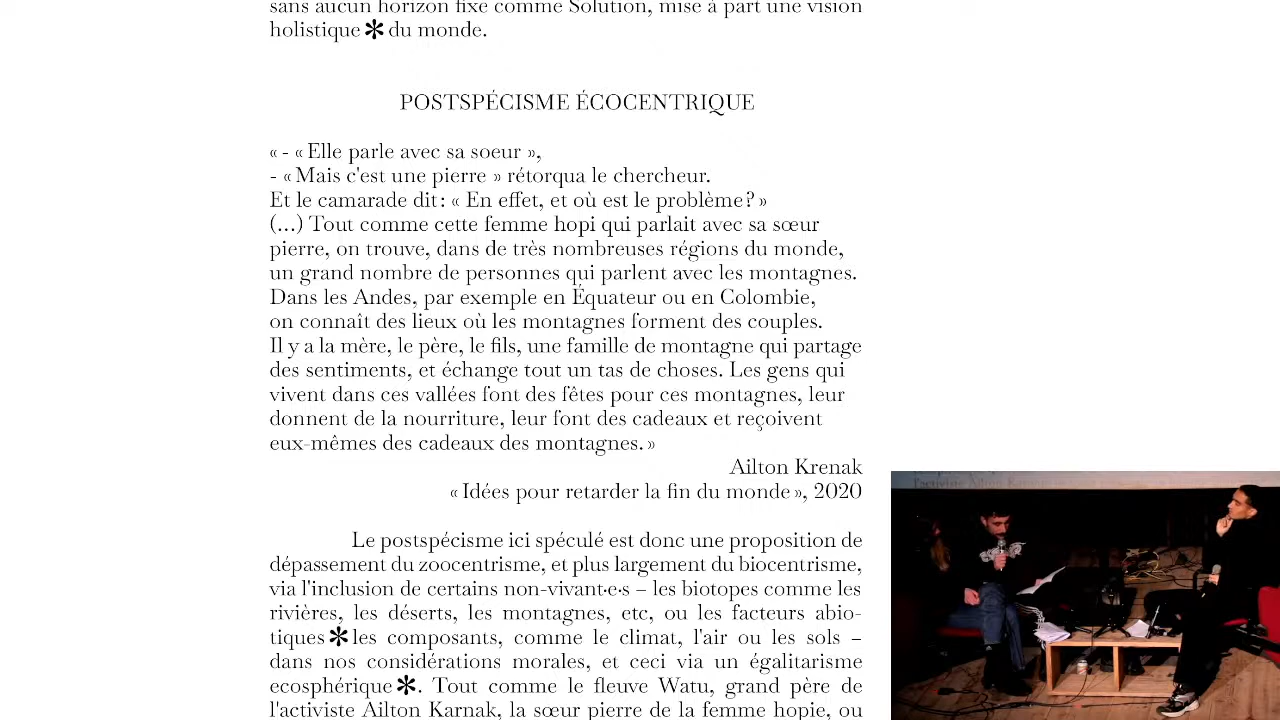 sans aucun horizon fixe comme Solution, mise à part une vision
holistique✻du monde.
POSTSPÉCISME ÉCOCENTRIQUE
« - « Elle parle avec sa soeur »,
- « Mais c'est une pierre » rétorqua le chercheur.
Et le camarade dit : « En effet, et où est le problème ? »
(...) Tout comme cette femme hopi qui parlait avec sa sœur
pierre, on trouve, dans de très nombreuses régions du monde,
un grand nombre de personnes qui parlent avec les montagnes.
Dans les Andes, par exemple en Équateur ou en Colombie,
on connaît des lieux où les montagnes forment des couples.
Il y a la mère, le père, le fils, une famille de montagne qui partage
des sentiments, et échange tout un tas de choses. Les gens qui
vivent dans ces vallées font des fêtes pour ces montagnes, leur
donnent de la nourriture, leur font des cadeaux et reçoivent
eux-mêmes des cadeaux des montagnes. »
Ailton Krenak
« Idées pour retarder la fin du monde », 2020
Le postspécisme ici spéculé est donc une proposition de
dépassement du zoocentrisme, et plus largement du biocentrisme,
via l'inclusion de certains non-vivant·e·s – les biotopes comme les
rivières, les déserts, les montagnes, etc, ou les facteurs abio-
tiques✻les composants, comme le climat, l'air ou les sols –
dans nos considérations morales, et ceci via un égalitarisme
ecosphérique✻. Tout comme le fleuve Watu, grand père de
l'activiste Ailton Karnak, la sœur pierre de la femme hopie, ou